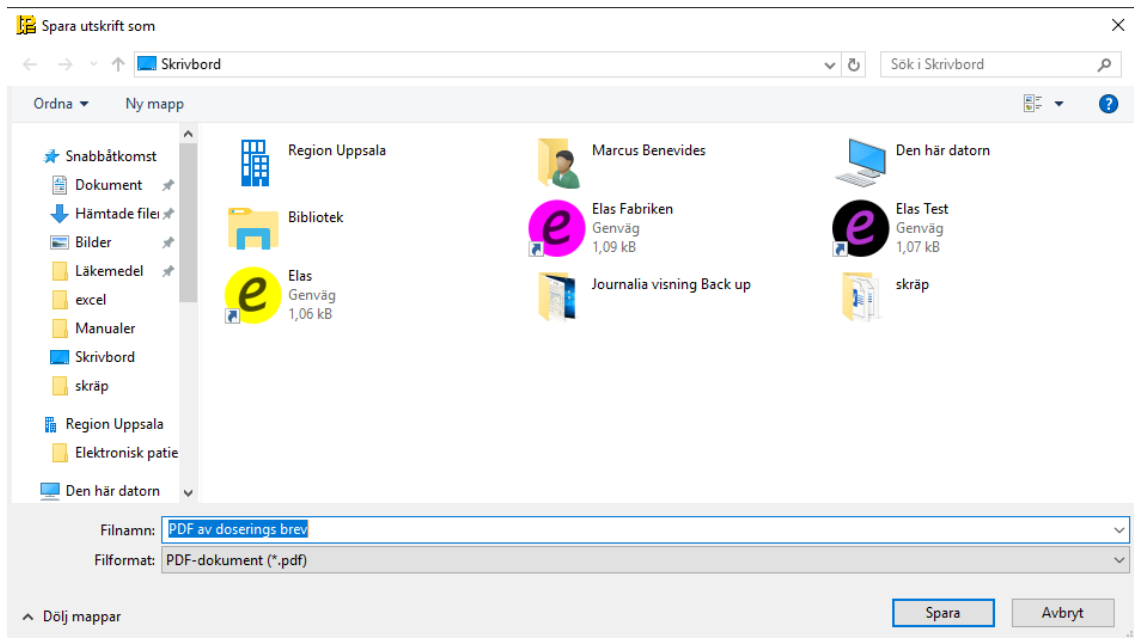 Spara utskrift som
Skrivbord
Sök i Skrivbord
Ordna
Ny mapp
Snabbåtkomst
Dokument
Hämtade filer
Bilder
Läkemedel
excel
Manualer
Skrivbord
skräp
Region Uppsala
Elektronisk patie
Den här datorn
Region Uppsala
Marcus Benevides
Den här datorn
Bibliotek
Elas Fabriken
Genväg
1,09 kB
Elas Test
Genväg
1,07 kB
Elas
Genväg
1,06 kB
Journalia visning Back up
skräp
Filnamn: PDF av doserings brev
Filformat: PDF-dokument (*.pdf)
Dölj mappar
Spara
Avbryt